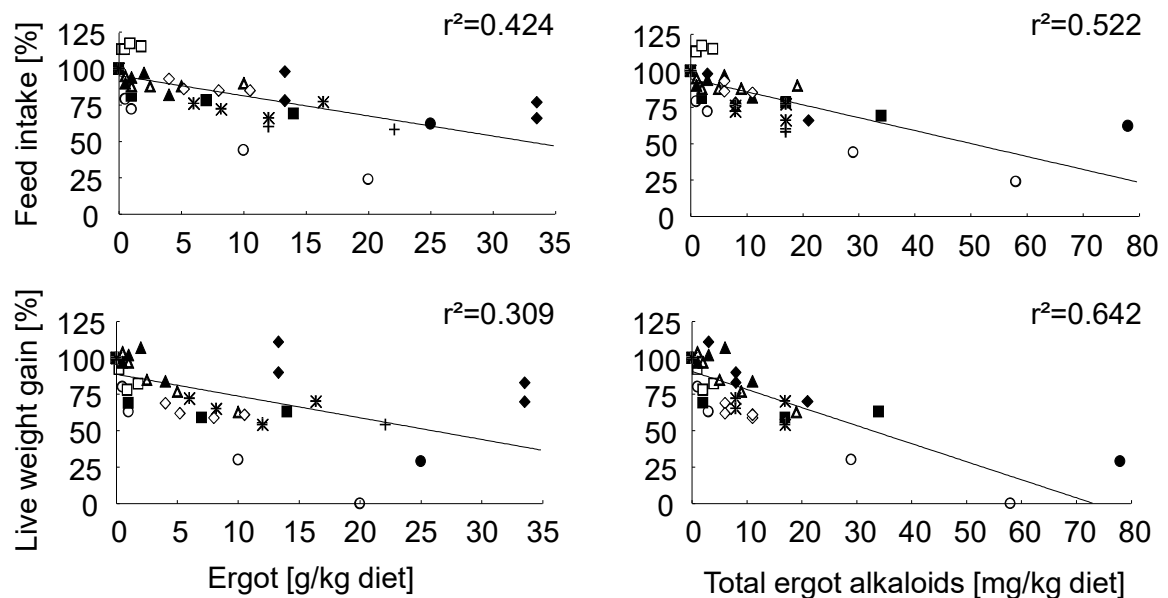 Feed intake [%]
125
100
75
50
25
0
r²=0.424
0 5 10 15 20 25 30 35
125
100
75
50
25
0
r²=0.522
0 10 20 30 40 50 60 70 80
Live weight gain [%]
125
100
75
50
25
0
r²=0.309
0 5 10 15 20 25 30 35
Ergot [g/kg diet]
125
100
75
50
25
0
r²=0.642
0 10 20 30 40 50 60 70 80
Total ergot alkaloids [mg/kg diet]